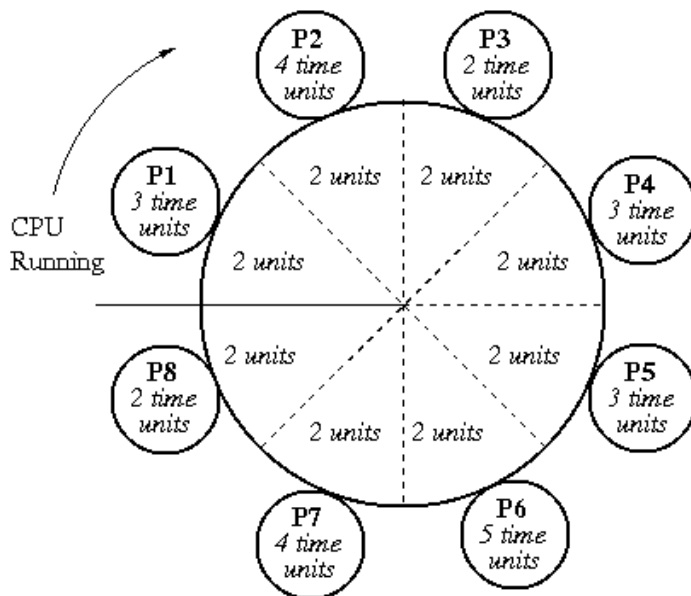 P2
4 time
units
P3
2 time
units
P1
3 time
units
2 units
2 units
P4
3 time
units
CPU
Running
2 units
2 units
P8
2 time
units
2 units
2 units
P5
3 time
units
2 units
2 units
P7
4 time
units
P6
5 time
units